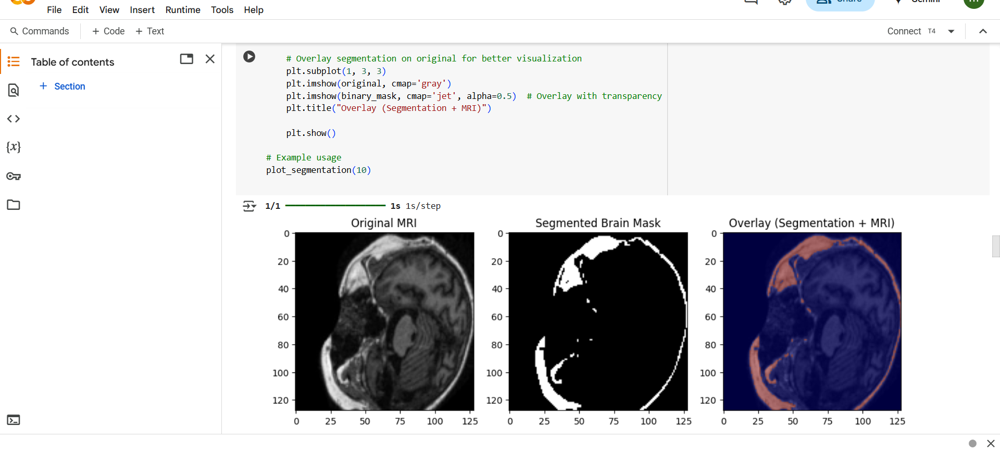 File Edit View Insert Runtime Tools Help
Share
Gemini
Commands + Code + Text
Connect T4
Table of contents
+ Section
# Overlay segmentation on original for better visualization
plt.subplot(1, 3, 3)
plt.imshow(original, cmap='gray')
plt.imshow(binary_mask, cmap='jet', alpha=0.5)  # Overlay with transparency
plt.title("Overlay (Segmentation + MRI)")
plt.show()
# Example usage
plot_segmentation(10)
1/1 1s 1s/step
Original MRI
0
20
40
60
80
100
120
0 25 50 75 100 125
Segmented Brain Mask
0
20
40
60
80
100
120
0 25 50 75 100 125
Overlay (Segmentation + MRI)
0
20
40
60
80
100
120
0 25 50 75 100 125